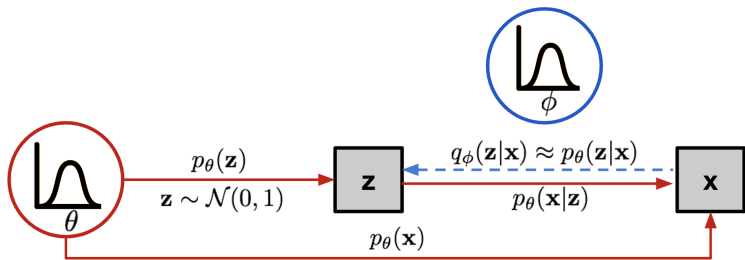 ϕ
p_θ(z)
q_ϕ(z|x) ≈ p_θ(z|x)
z
x
z ∼ 𝒩(0, 1)
p_θ(x|z)
θ
p_θ(x)